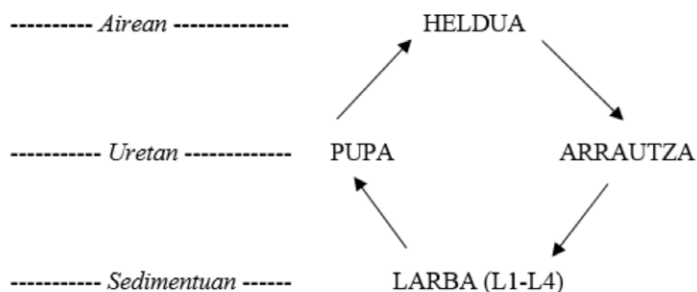 ----------- Airean --------------- HELDUA
------------ Uretan -------------- PUPA ARRAUTZA
----------- Sedimentuan ------ LARBA (L1-L4)